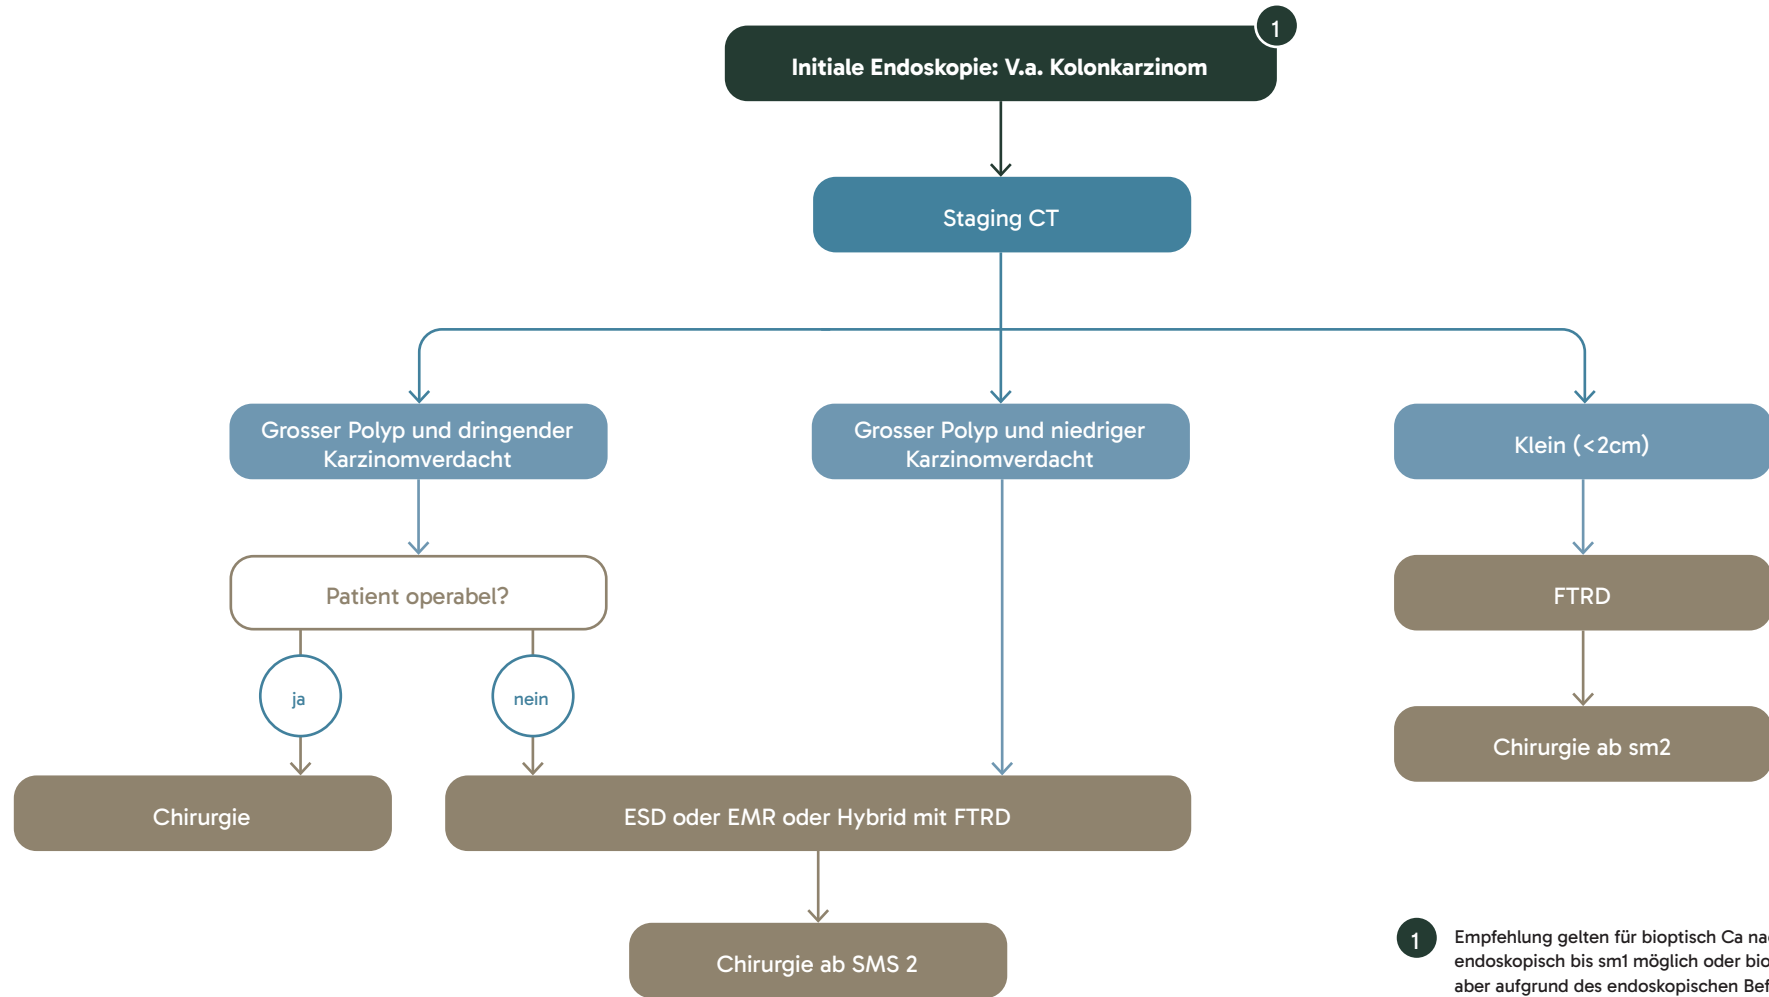 1
Initiale Endoskopie: V.a. Kolonkarzinom
Staging CT
Grosser Polyp und dringender
Karzinomverdacht
Grosser Polyp und niedriger
Karzinomverdacht
Klein (<2cm)
Patient operabel?
FTRD
ja
nein
Chirurgie ab sm2
Chirurgie
ESD oder EMR oder Hybrid mit FTRD
Chirurgie ab SMS 2
1
Empfehlung gelten für bioptisch Ca
endoskopisch bis sm1 möglich oder
aber aufgrund des endoskopischen